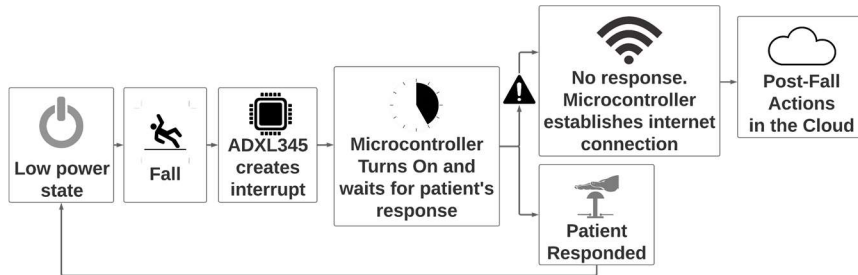 Low power
state
Fall
ADXL345
creates
interrupt
Microcontroller
Turns On and
waits for patient's
response
No response.
Microcontroller
establishes internet
connection
Post-Fall
Actions
in the Cloud
Patient
Responded